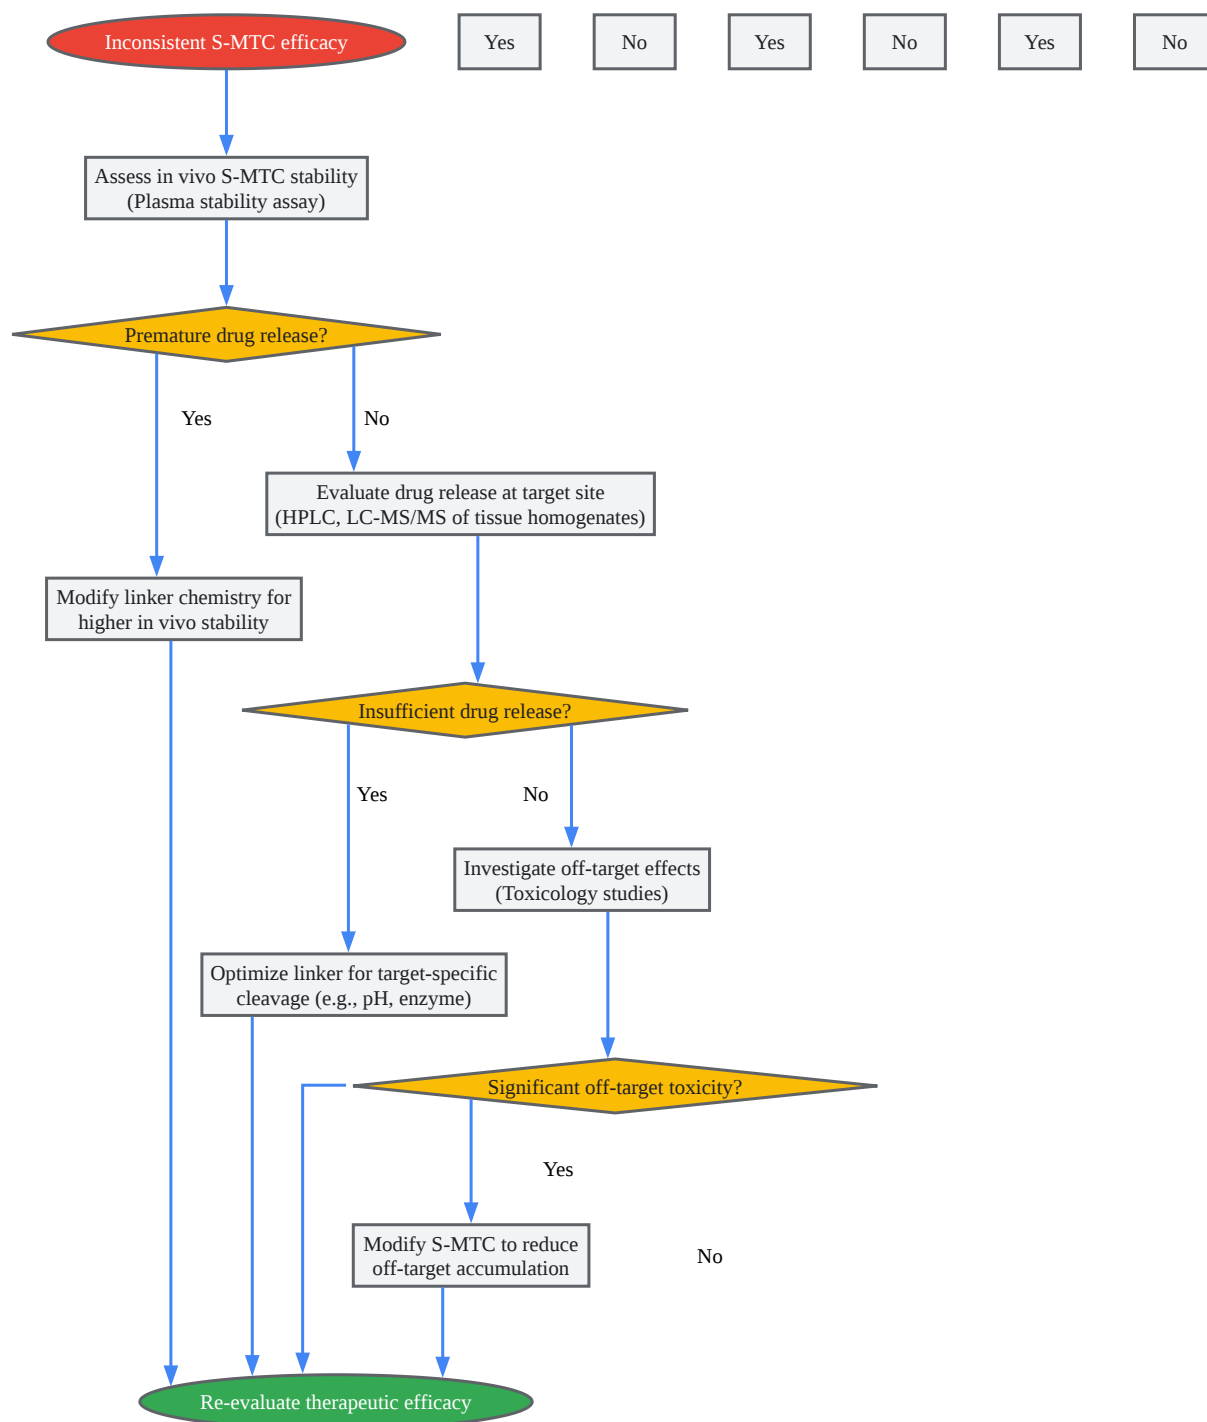 Inconsistent S-MTC efficacy
Yes
No
Yes
No
Yes
No
Assess in vivo S-MTC stability
(Plasma stability assay)
Premature drug release?
Yes
No
Evaluate drug release at target site
(HPLC, LC-MS/MS of tissue homogenates)
Modify linker chemistry for
higher in vivo stability
Insufficient drug release?
Yes
No
Investigate off-target effects
(Toxicology studies)
Optimize linker for target-specific
cleavage (e.g., pH, enzyme)
Significant off-target toxicity?
Yes
Modify S-MTC to reduce
off-target accumulation
No
Re-evaluate therapeutic efficacy